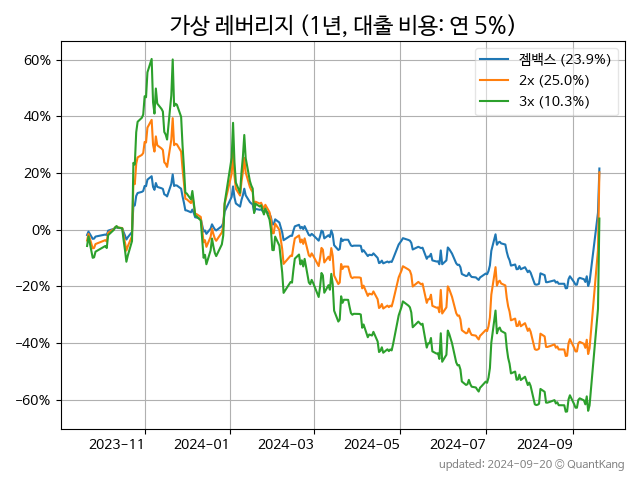 가상 레버리지 (1년, 대출 비용: 연 5%)
젬백스 (23.9%)
2x (25.0%)
3x (10.3%)
60%
40%
20%
0%
−20%
−40%
−60%
2023-11
2024-01
2024-03
2024-05
2024-07
2024-09
updated: 2024-09-20 © QuantKang